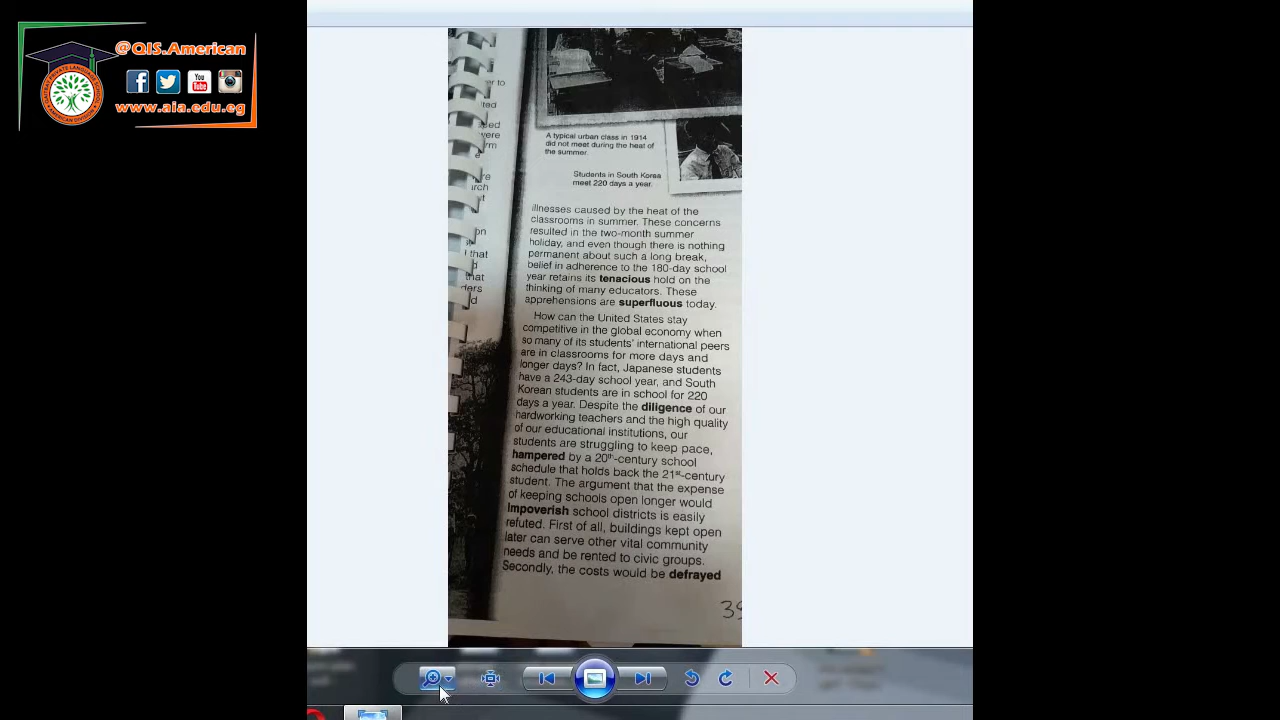 @QIS.American
f
You
Tube
www.aia.edu.eg
A typical urban class in 1914
did not meet during the heat of
the summer.
Students in South Korea
meet 220 days a year.
illnesses caused by the heat of the
classrooms in summer. These concerns
resulted in the two-month summer
holiday, and even though there is nothing
permanent about such a long break,
belief in adherence to the 180-day school
year retains its tenacious hold on the
thinking of many educators. These
apprehensions are superfluous today.
How can the United States stay
competitive in the global economy when
so many of its students' international peers
are in classrooms for more days and
longer days? In fact, Japanese students
have a 243-day school year, and South
Korean students are in school for 220
days a year. Despite the diligence of our
hardworking teachers and the high quality
of our educational institutions, our
students are struggling to keep pace,
hampered by a 20th-century school
schedule that holds back the 21st-century
student. The argument that the expense
of keeping schools open longer would
impoverish school districts is easily
refuted. First of all, buildings kept open
later can serve other vital community
needs and be rented to civic groups.
Secondly, the costs would be defrayed